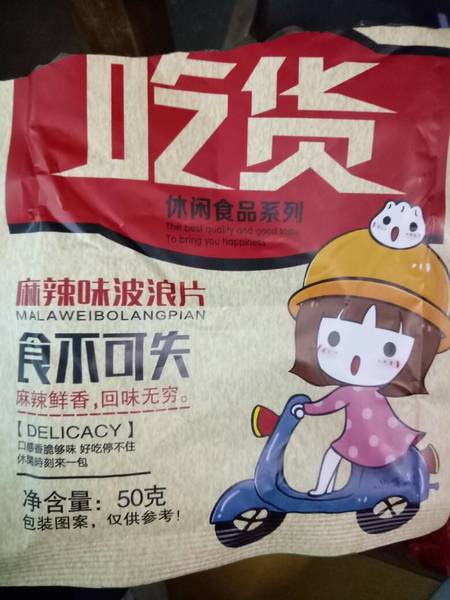 吃货
休闲食品系列
The best quality and good taste
To bring you happiness
麻辣味波浪片
MALAWEIBOLANGPIAN
食不可失
麻辣鲜香,回味无穷。
【DELICACY】
口感香脆够味 好吃停不住
休閑時刻來一包
净含量：50克
包装图案，仅供参考！